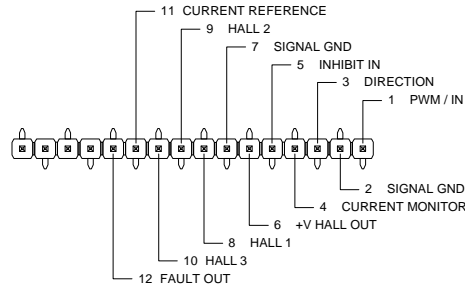 11 CURRENT REFERENCE
9 HALL 2
7 SIGNAL GND
5 INHIBIT IN
3 DIRECTION
1 PWM / IN
2 SIGNAL GND
4 CURRENT MONITOR
6 +V HALL OUT
8 HALL 1
10 HALL 3
12 FAULT OUT